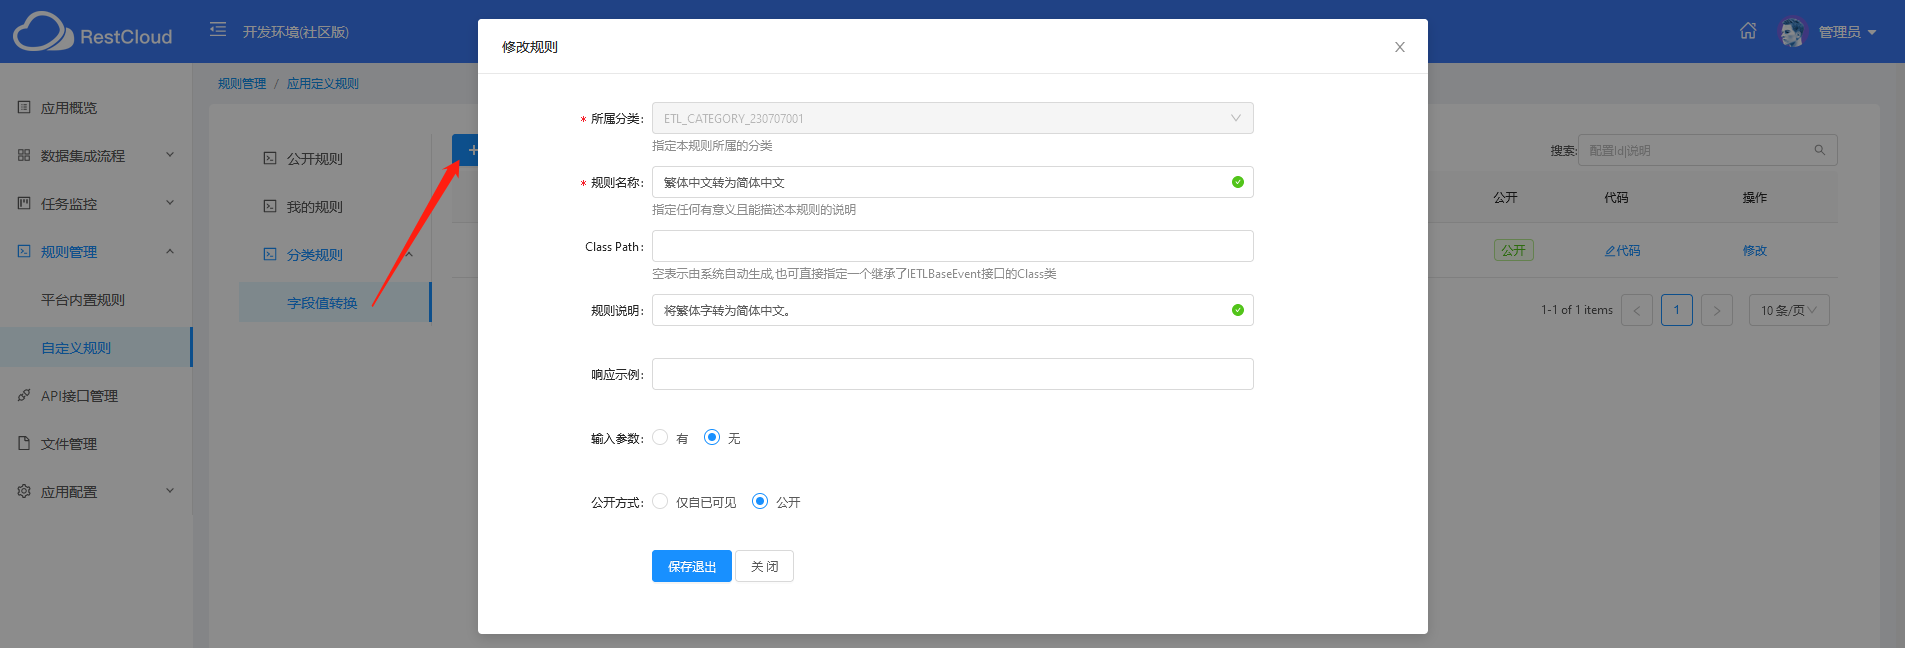 RestCloud
开发环境(社区版)
管理员
应用概览
数据集成流程
任务监控
规则管理
平台内置规则
自定义规则
API接口管理
文件管理
应用配置
规则管理 / 应用定义规则
公开规则
我的规则
分类规则
字段值转换
修改规则
* 所属分类: ETL_CATEGORY_230707001
指定本规则所属的分类
* 规则名称: 繁体中文转为简体中文
指定任何有意义且能描述本规则的说明
Class Path:
空表示由系统自动生成,也可直接指定一个继承了IETLBaseEvent接口的Class类
规则说明: 将繁体字转为简体中文。
响应示例:
输入参数: 有 无
公开方式: 仅自已可见 公开
保存退出 关 闭
搜索: 配置Id|说明
公开 代码 操作
公开 代码 修改
1-1 of 1 items < 1 > 10 条/页